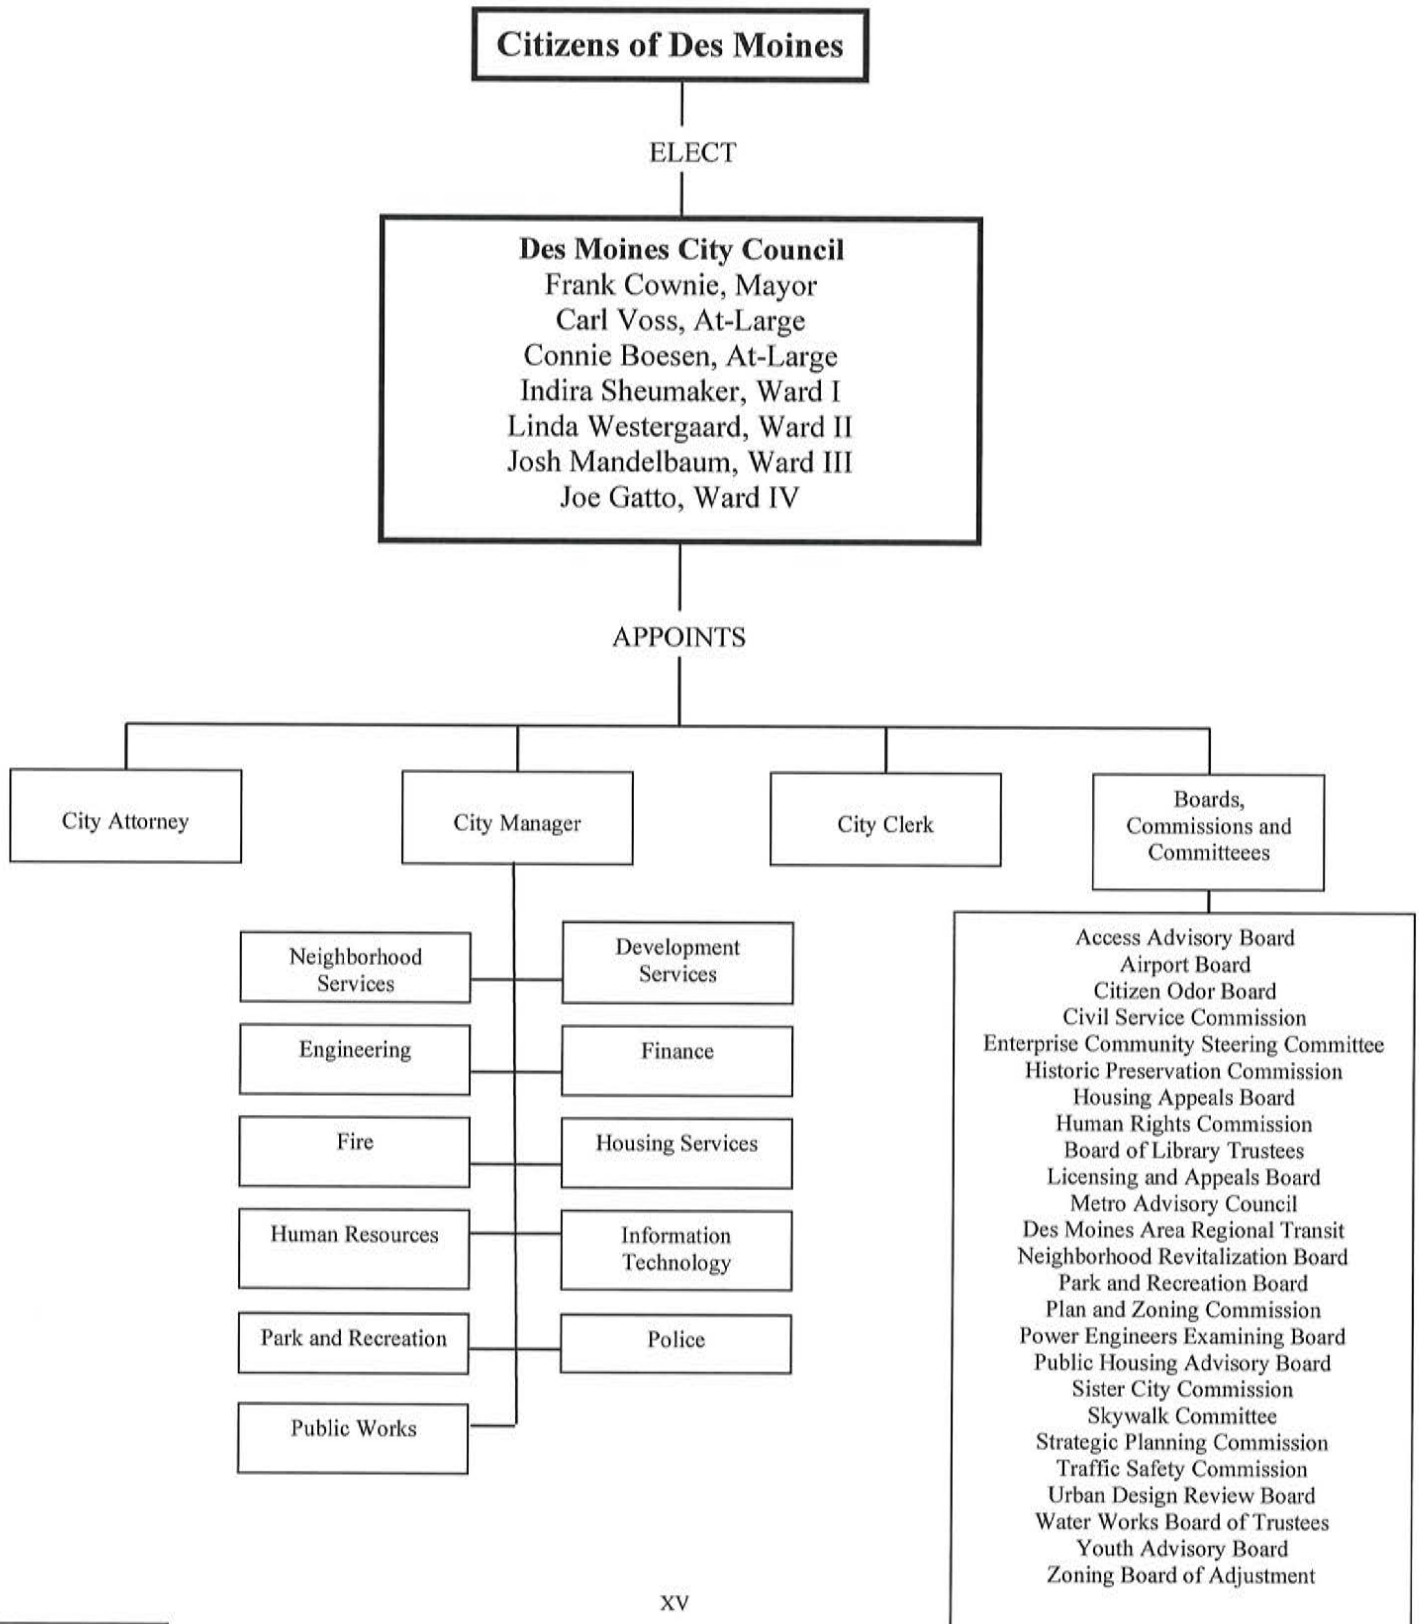 Citizens of Des Moines
ELECT
Des Moines City Council
Frank Cownie, Mayor
Carl Voss, At-Large
Connie Boesen, At-Large
Indira Sheumaker, Ward I
Linda Westergaard, Ward II
Josh Mandelbaum, Ward III
Joe Gatto, Ward IV
APPOINTS
City Attorney
City Manager
City Clerk
Boards,
Commissions and
Committeees
Neighborhood
Services
Development
Services
Engineering
Finance
Fire
Housing Services
Human Resources
Information
Technology
Park and Recreation
Police
Public Works
Access Advisory Board
Airport Board
Citizen Odor Board
Civil Service Commission
Enterprise Community Steering Committee
Historic Preservation Commission
Housing Appeals Board
Human Rights Commission
Board of Library Trustees
Licensing and Appeals Board
Metro Advisory Council
Des Moines Area Regional Transit
Neighborhood Revitalization Board
Park and Recreation Board
Plan and Zoning Commission
Power Engineers Examining Board
Public Housing Advisory Board
Sister City Commission
Skywalk Committee
Strategic Planning Commission
Traffic Safety Commission
Urban Design Review Board
Water Works Board of Trustees
Youth Advisory Board
Zoning Board of Adjustment
XV